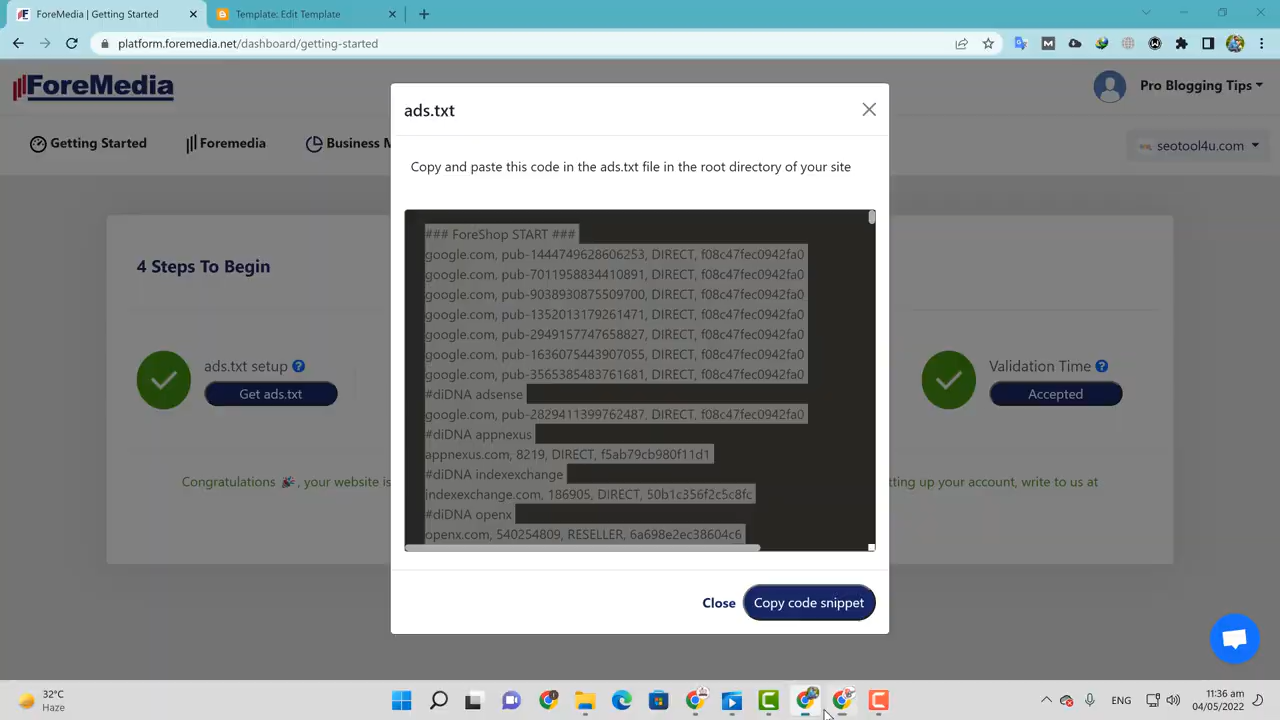 ForeMedia | Getting Started
Template: Edit Template
platform.foremedia.net/dashboard/getting-started
ForeMedia
Pro Blogging Tips
Getting Started
Foremedia
Business M
seotool4u.com
ads.txt
Copy and paste this code in the ads.txt file in the root directory of your site
### ForeShop START ###
google.com, pub-1444749628606253, DIRECT, f08c47fec0942fa0
google.com, pub-7011958834410891, DIRECT, f08c47fec0942fa0
google.com, pub-9038930875509700, DIRECT, f08c47fec0942fa0
google.com, pub-1352013179261471, DIRECT, f08c47fec0942fa0
google.com, pub-2949157747658827, DIRECT, f08c47fec0942fa0
google.com, pub-1636075443907055, DIRECT, f08c47fec0942fa0
google.com, pub-3565385483761681, DIRECT, f08c47fec0942fa0
#diDNA adsense
google.com, pub-2829411399762487, DIRECT, f08c47fec0942fa0
#diDNA appnexus
appnexus.com, 8219, DIRECT, f5ab79cb980f11d1
#diDNA indexexchange
indexexchange.com, 186905, DIRECT, 50b1c356f2c5c8fc
#diDNA openx
openx.com, 540254809, RESELLER, 6a698e2ec38604c6
Close
Copy code snippet
4 Steps To Begin
ads.txt setup
Get ads.txt
Validation Time
Accepted
Congratulations 🎉, your website is
tting up your account, write to us at
32°C
Haze
ENG
11:36 am
04/05/2022